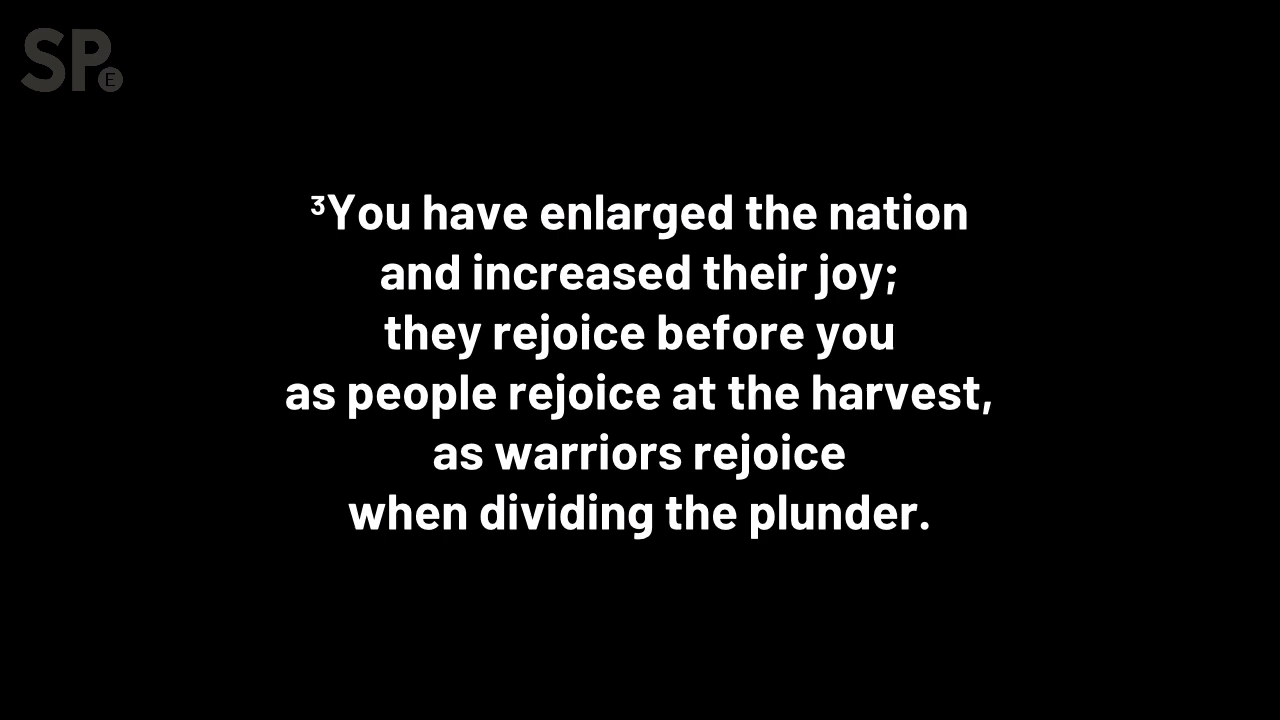 SP
E
³You have enlarged the nation
and increased their joy;
they rejoice before you
as people rejoice at the harvest,
as warriors rejoice
when dividing the plunder.